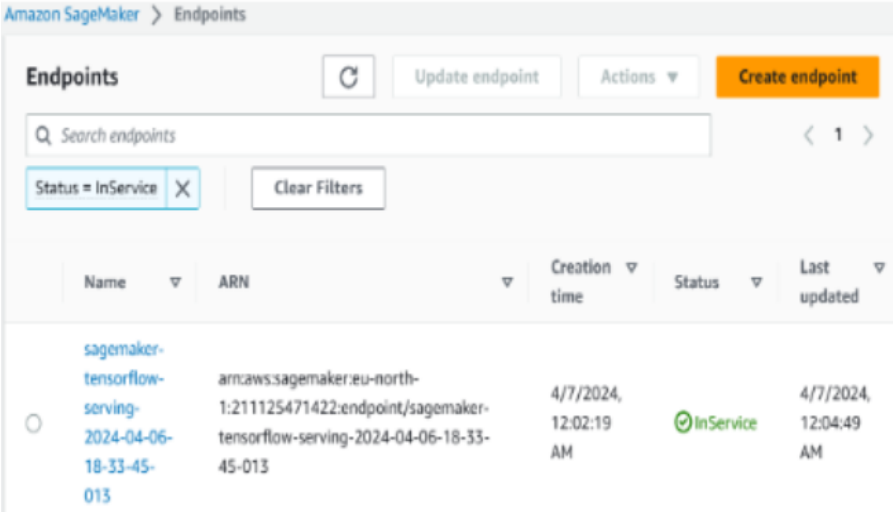 Amazon SageMaker > Endpoints
Endpoints
Update endpoint
Actions ▼
Create endpoint
Search endpoints
< 1 >
Status = InService ✕
Clear Filters
Name
ARN
Creation
time
Status
Last
updated
sagemaker-
tensorflow-
serving-
2024-04-06-
18-33-45-
013
arn:aws:sagemaker:eu-north-
1:211125471422:endpoint/sagemaker-
tensorflow-serving-2024-04-06-18-33-
45-013
4/7/2024,
12:02:19
AM
InService
4/7/2024,
12:04:49
AM